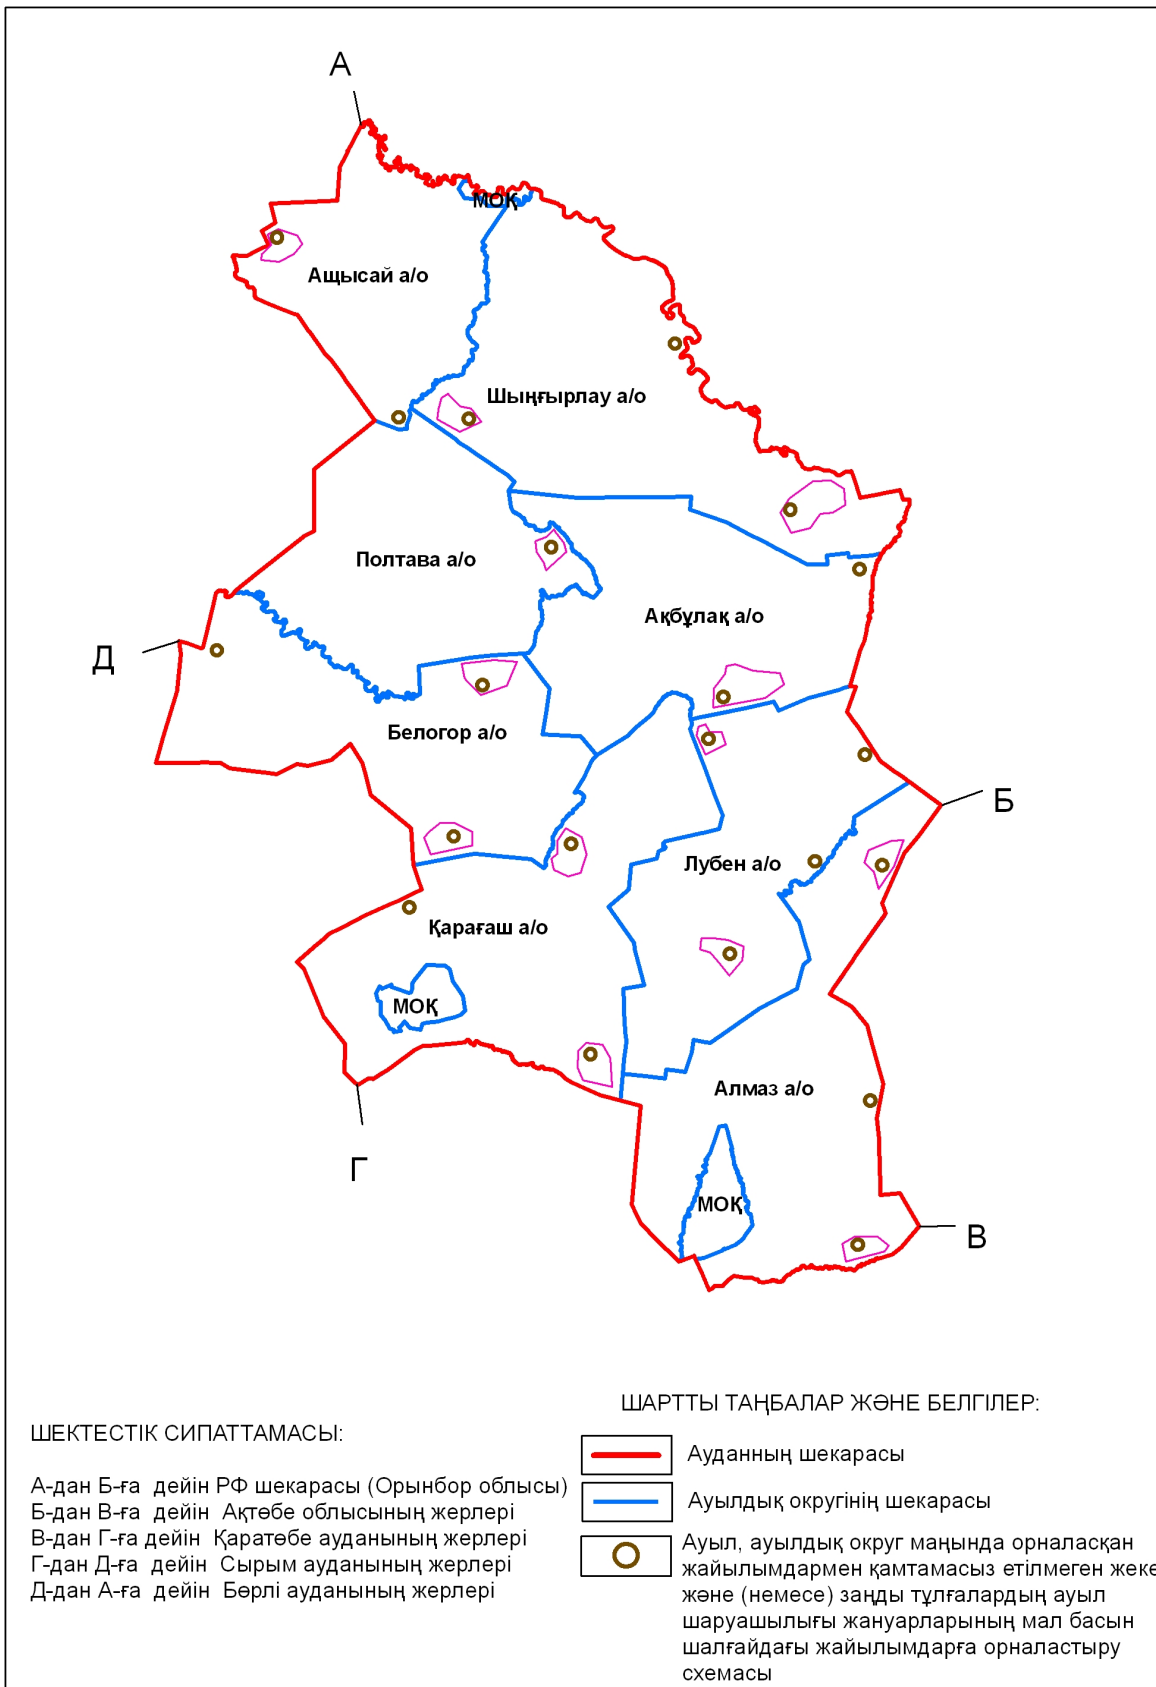 А
МОҚ
Ащысай а/о
Шыңғырлау а/о
Полтава а/о
Ақбұлақ а/о
Д
Белогор а/о
Б
Лубен а/о
Қарағаш а/о
МОҚ
Алмаз а/о
Г
МОҚ
В
ШЕКТЕСТІК СИПАТТАМАСЫ:
А-дан Б-ға дейін РФ шекарасы (Орынбор облысы)
Б-дан В-ға дейін Ақтөбе облысының жерлері
В-дан Г-ға дейін Қаратөбе ауданының жерлері
Г-дан Д-ға дейін Сырым ауданының жерлері
Д-дан А-ға дейін Бөрлі ауданының жерлері
ШАРТТЫ ТАҢБАЛАР ЖӘНЕ БЕЛГІЛЕР:
Ауданның шекарасы
Ауылдық округінің шекарасы
Ауыл, ауылдық округ маңында орналасқан
жайылымдармен қамтамасыз етілмеген жеке
және (немесе) заңды тұлғалардың ауыл
шаруашылығы жануарларының мал басын
шалғайдағы жайылымдарға орналастыру
схемасы